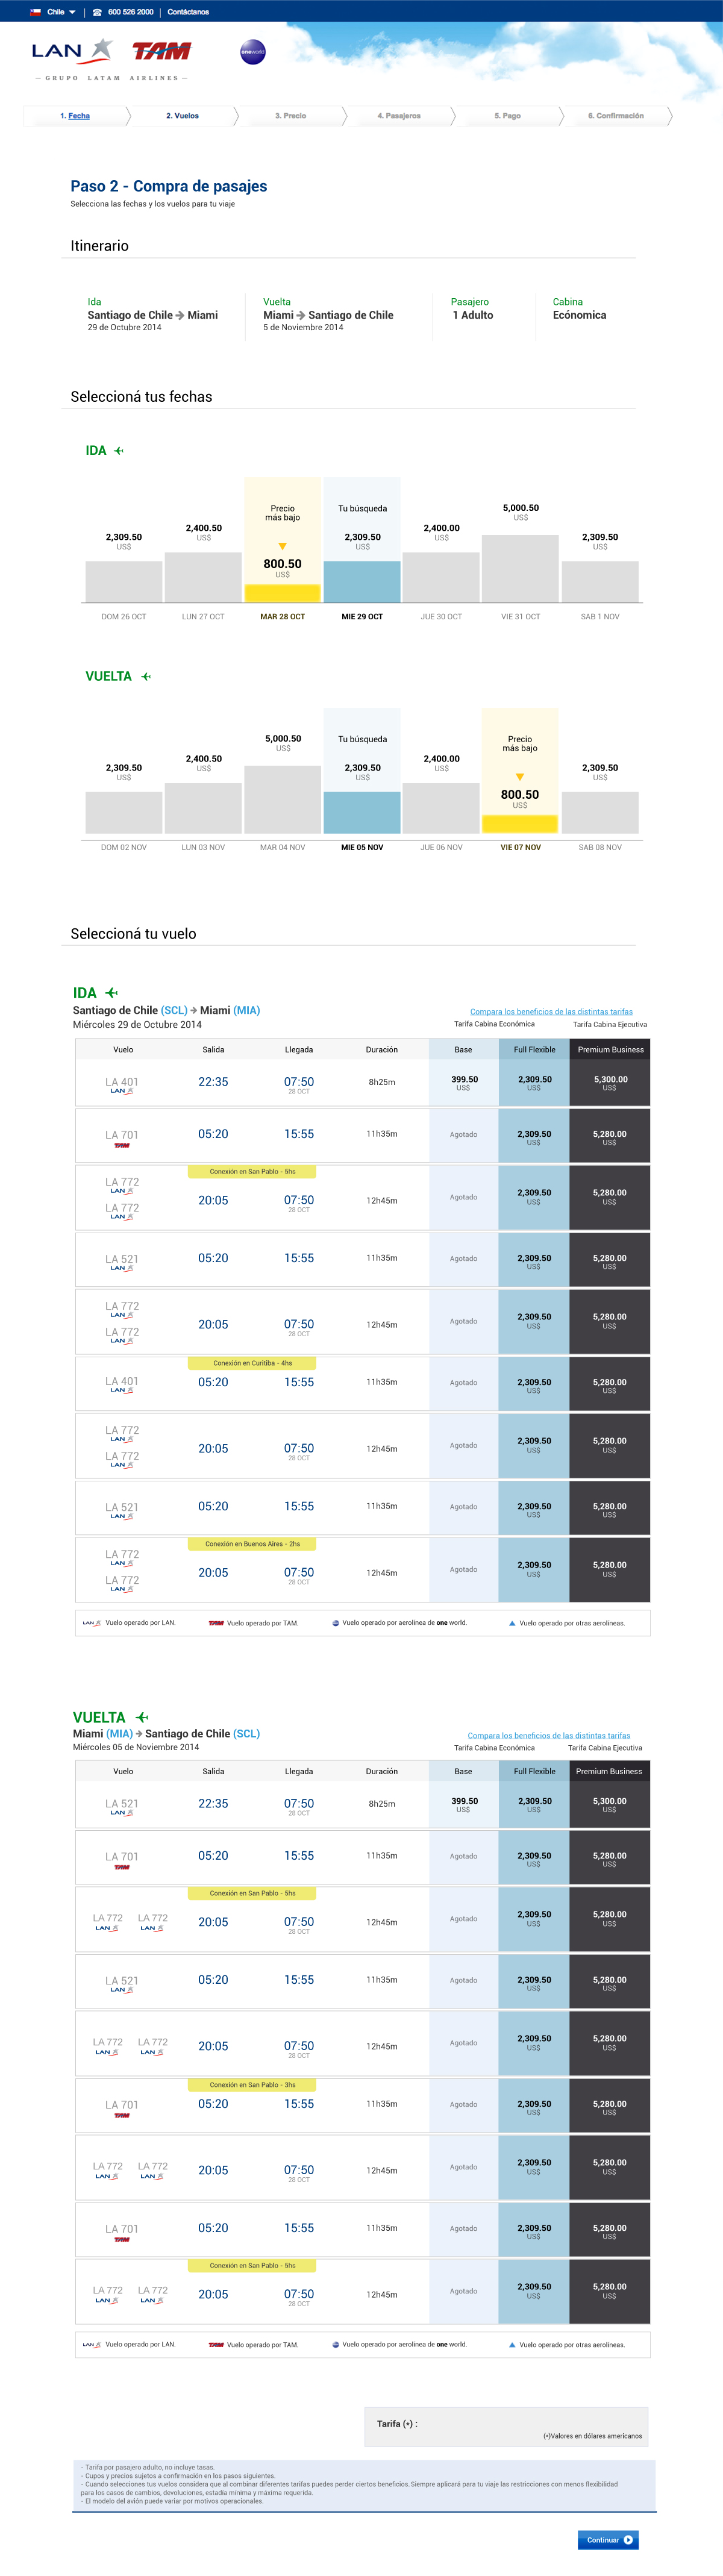 Chile | 600 526 2000 | Contáctanos
LAN TAM oneworld
— GRUPO LATAM AIRLINES —
1. Fecha 2. Vuelos 3. Precio 4. Pasajeros 5. Pago 6. Confirmación
Paso 2 - Compra de pasajes
Selecciona las fechas y los vuelos para tu viaje
Itinerario
Ida Vuelta Pasajero Cabina
Santiago de Chile Miami Miami Santiago de Chile 1 Adulto Ecónomica
29 de Octubre 2014 5 de Noviembre 2014
Seleccioná tus fechas
IDA
2,309.50 US$ DOM 26 OCT
2,400.50 US$ LUN 27 OCT
Precio más bajo 800.50 US$ MAR 28 OCT
Tu búsqueda 2,309.50 US$ MIE 29 OCT
2,400.00 US$ JUE 30 OCT
5,000.50 US$ VIE 31 OCT
2,309.50 US$ SAB 1 NOV
VUELTA
2,309.50 US$ DOM 02 NOV
2,400.50 US$ LUN 03 NOV
5,000.50 US$ MAR 04 NOV
Tu búsqueda 2,309.50 US$ MIE 05 NOV
2,400.00 US$ JUE 06 NOV
Precio más bajo 800.50 US$ VIE 07 NOV
2,309.50 US$ SAB 08 NOV
Seleccioná tu vuelo
IDA
Santiago de Chile (SCL) Miami (MIA)
Miércoles 29 de Octubre 2014
Compara los beneficios de las distintas tarifas
Tarifa Cabina Económica Tarifa Cabina Ejecutiva
Vuelo Salida Llegada Duración Base Full Flexible Premium Business
LA 401 LAN 22:35 07:50 28 OCT 8h25m 399.50 US$ 2,309.50 US$ 5,300.00 US$
LA 701 TAM 05:20 15:55 11h35m Agotado 2,309.50 US$ 5,280.00 US$
Conexión en San Pablo - 5hs
LA 772 LAN LA 772 LAN 20:05 07:50 28 OCT 12h45m Agotado 2,309.50 US$ 5,280.00 US$
LA 521 LAN 05:20 15:55 11h35m Agotado 2,309.50 US$ 5,280.00 US$
LA 772 LAN LA 772 LAN 20:05 07:50 28 OCT 12h45m Agotado 2,309.50 US$ 5,280.00 US$
Conexión en Curitiba - 4hs
LA 401 LAN 05:20 15:55 11h35m Agotado 2,309.50 US$ 5,280.00 US$
LA 772 LAN LA 772 LAN 20:05 07:50 28 OCT 12h45m Agotado 2,309.50 US$ 5,280.00 US$
LA 521 LAN 05:20 15:55 11h35m Agotado 2,309.50 US$ 5,280.00 US$
Conexión en Buenos Aires - 2hs
LA 772 LAN LA 772 LAN 20:05 07:50 28 OCT 12h45m Agotado 2,309.50 US$ 5,280.00 US$
LAN Vuelo operado por LAN. TAM Vuelo operado por TAM. Vuelo operado por aerolínea de one world. Vuelo operado por otras aerolíneas.
VUELTA
Miami (MIA) Santiago de Chile (SCL)
Miércoles 05 de Noviembre 2014
Compara los beneficios de las distintas tarifas
Tarifa Cabina Económica Tarifa Cabina Ejecutiva
Vuelo Salida Llegada Duración Base Full Flexible Premium Business
LA 521 LAN 22:35 07:50 28 OCT 8h25m 399.50 US$ 2,309.50 US$ 5,300.00 US$
LA 701 TAM 05:20 15:55 11h35m Agotado 2,309.50 US$ 5,280.00 US$
Conexión en San Pablo - 5hs
LA 772 LAN LA 772 LAN 20:05 07:50 28 OCT 12h45m Agotado 2,309.50 US$ 5,280.00 US$
LA 521 LAN 05:20 15:55 11h35m Agotado 2,309.50 US$ 5,280.00 US$
LA 772 LAN LA 772 LAN 20:05 07:50 28 OCT 12h45m Agotado 2,309.50 US$ 5,280.00 US$
Conexión en San Pablo - 3hs
LA 701 TAM 05:20 15:55 11h35m Agotado 2,309.50 US$ 5,280.00 US$
LA 772 LAN LA 772 LAN 20:05 07:50 28 OCT 12h45m Agotado 2,309.50 US$ 5,280.00 US$
LA 701 TAM 05:20 15:55 11h35m Agotado 2,309.50 US$ 5,280.00 US$
Conexión en San Pablo - 5hs
LA 772 LAN LA 772 LAN 20:05 07:50 28 OCT 12h45m Agotado 2,309.50 US$ 5,280.00 US$
LAN Vuelo operado por LAN. TAM Vuelo operado por TAM. Vuelo operado por aerolínea de one world. Vuelo operado por otras aerolíneas.
Tarifa (*) :
(*)Valores en dólares americanos
- Tarifa por pasajero adulto, no incluye tasas.
- Cupos y precios sujetos a confirmación en los pasos siguientes.
- Cuando selecciones tus vuelos considera que al combinar diferentes tarifas puedes perder ciertos beneficios. Siempre aplicará para tu viaje las restricciones con menos flexibilidad
para los casos de cambios, devoluciones, estadía mínima y máxima requerida.
- El modelo del avión puede variar por motivos operacionales.
Continuar